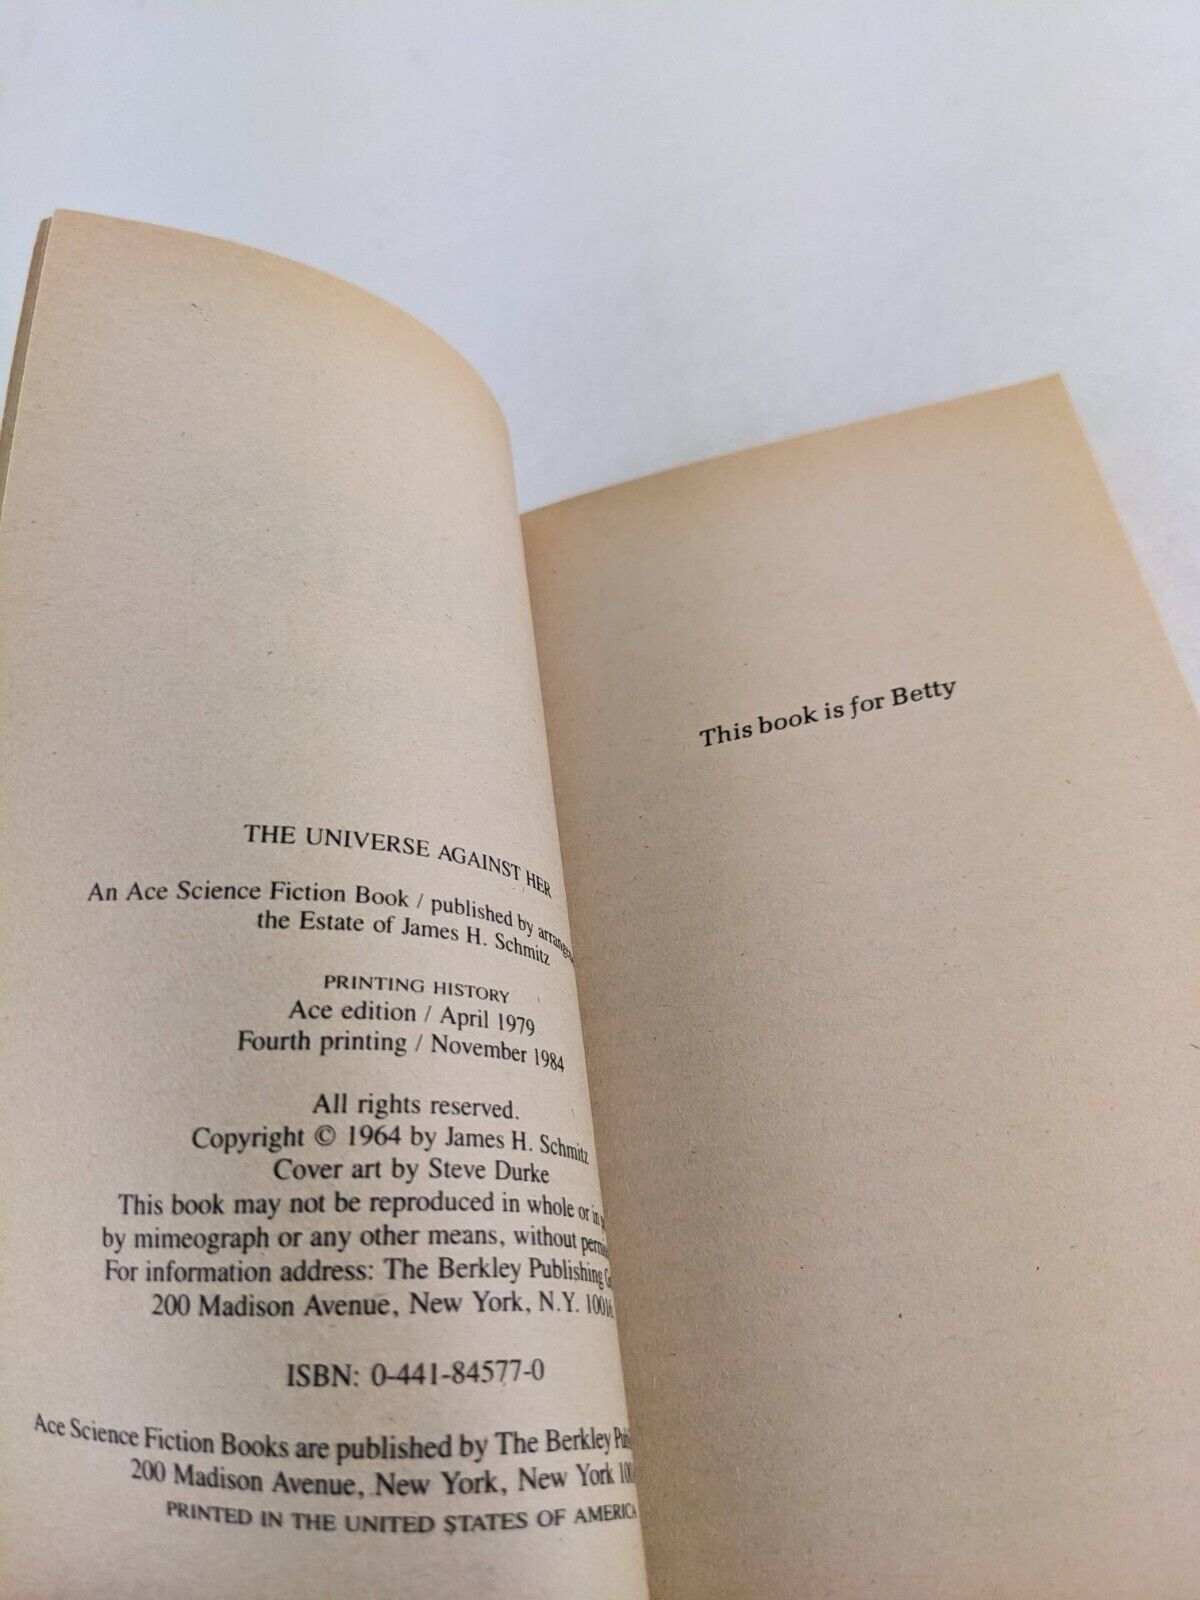 THE UNIVERSE AGAINST HER
An Ace Science Fiction Book / published by
the Estate of James H. Schmitz
PRINTING HISTORY
Ace edition / April 1979
Fourth printing / November 1984
All rights reserved.
Copyright © 1964 by James H. Schmitz
Cover art by Steve Durke
This book may not be reproduced in whole or in
by mimeograph or any other means, without
For information address: The Berkley Publishing
200 Madison Avenue, New York, N.Y. 10016.
ISBN: 0-441-84577-0
Ace Science Fiction Books are published by The Berkley
200 Madison Avenue, New York, New York
PRINTED IN THE UNITED STATES OF AMERICA
This book is for Betty